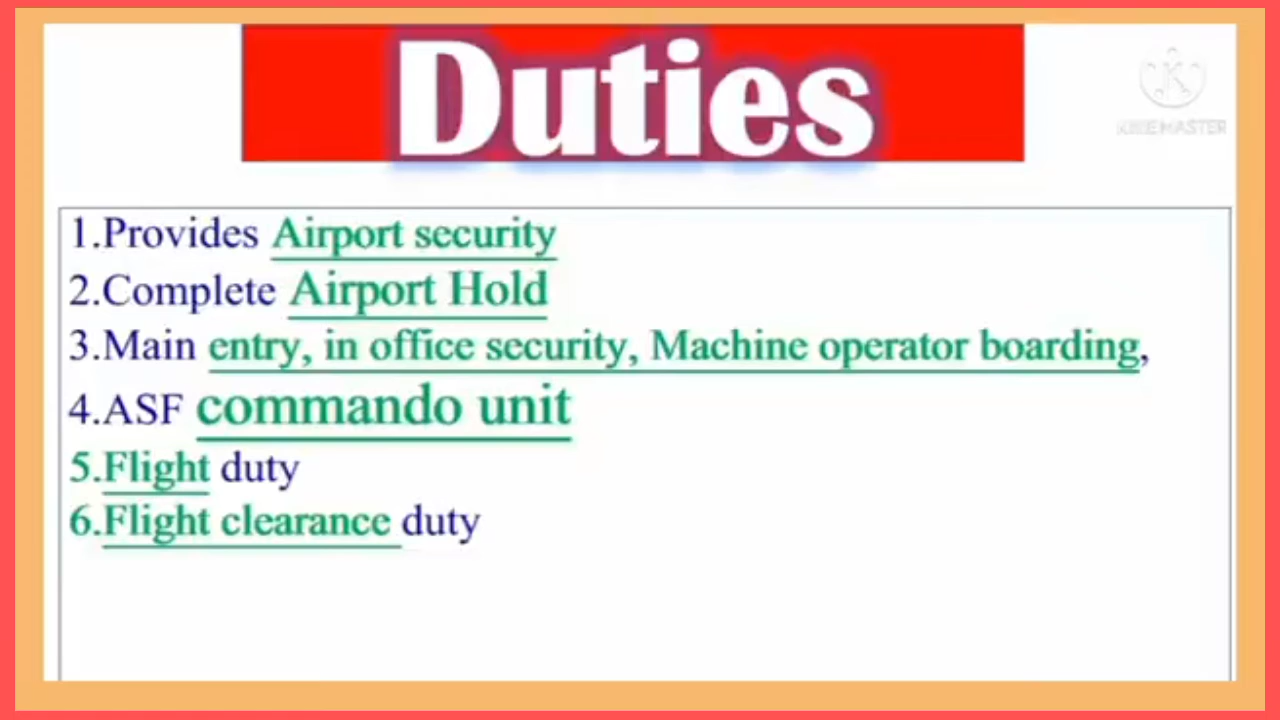 Duties
KINEMASTER
1.Provides Airport security
2.Complete Airport Hold
3.Main entry, in office security, Machine operator boarding,
4.ASF commando unit
5.Flight duty
6.Flight clearance duty